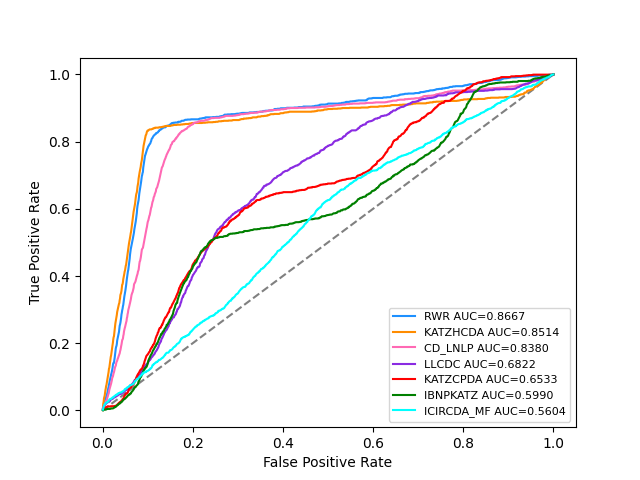 1.0
0.8
0.6
0.4
0.2
0.0
True Positive Rate
RWR AUC=0.8667
KATZHCDA AUC=0.8514
CD_LNLP AUC=0.8380
LLCDC AUC=0.6822
KATZCPDA AUC=0.6533
IBNPKATZ AUC=0.5990
ICIRCDA_MF AUC=0.5604
0.0 0.2 0.4 0.6 0.8 1.0
False Positive Rate